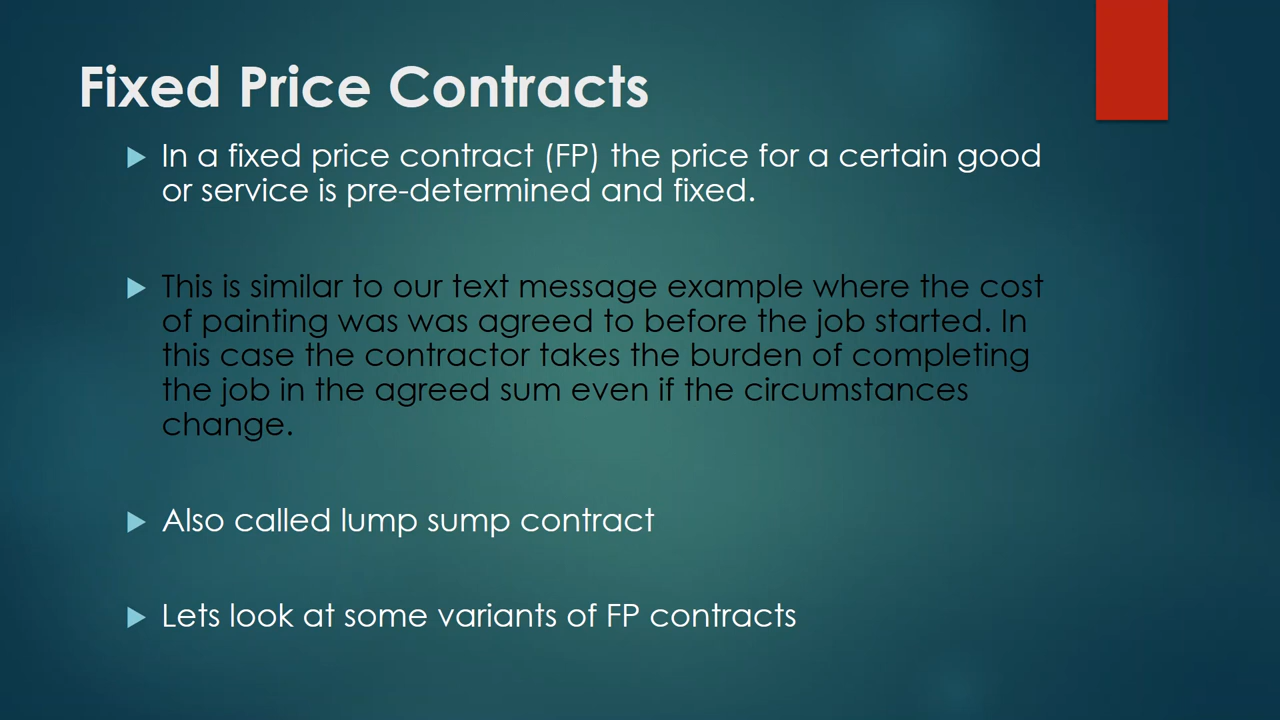 Fixed Price Contracts
In a fixed price contract (FP) the price for a certain good
or service is pre-determined and fixed.
This is similar to our text message example where the cost
of painting was was agreed to before the job started. In
this case the contractor takes the burden of completing
the job in the agreed sum even if the circumstances
change.
Also called lump sump contract
Lets look at some variants of FP contracts